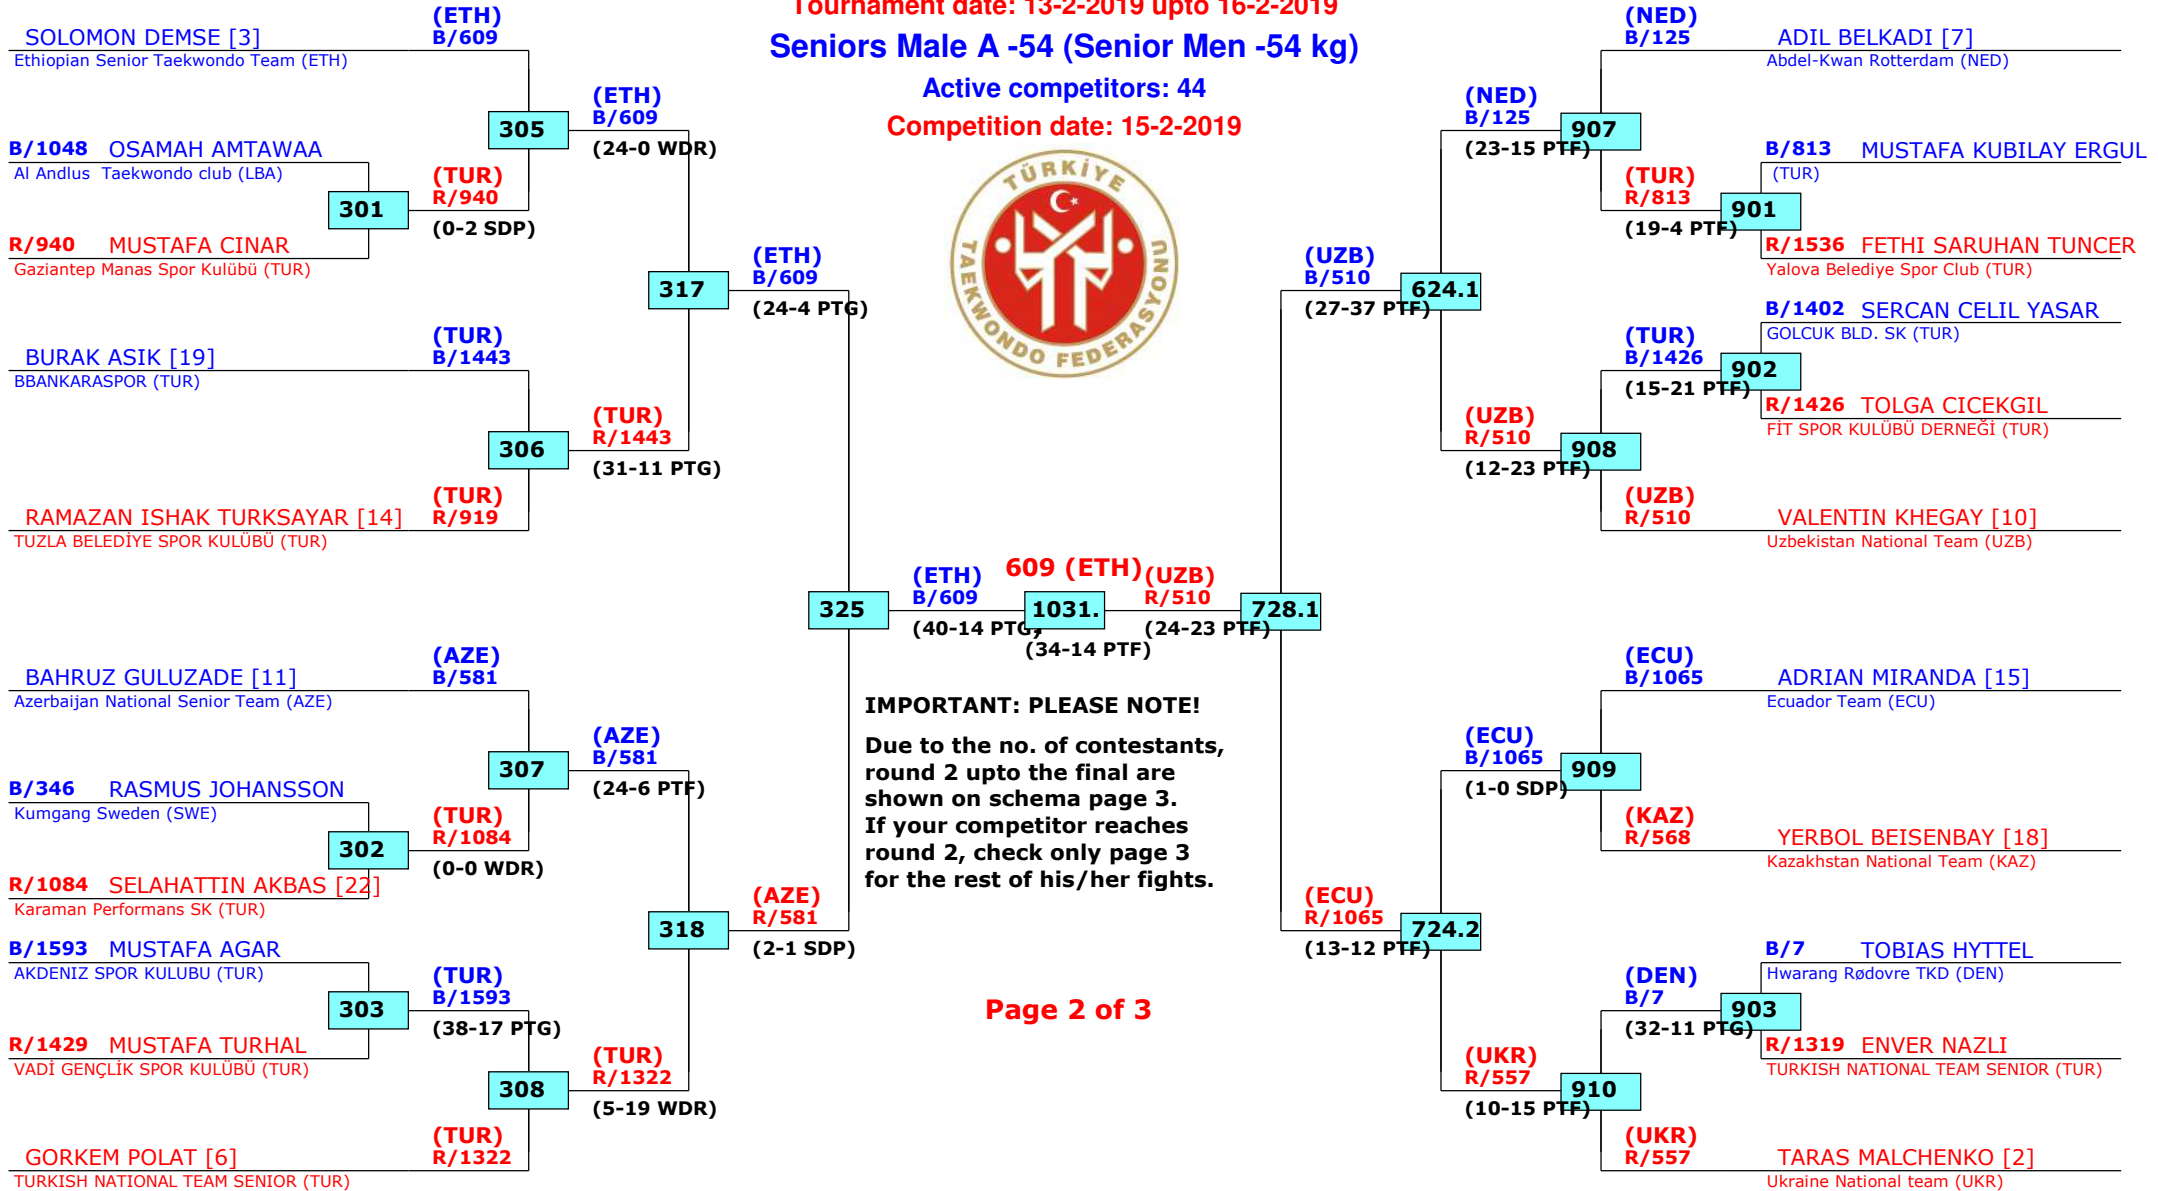 Tournament date: 13-2-2019 upto 16-2-2019
Seniors Male A -54 (Senior Men -54 kg)
Active competitors: 44
Competition date: 15-2-2019
TÜRKİYE
TAEKWONDO FEDERASYONU
SOLOMON DEMSE [3]
Ethiopian Senior Taekwondo Team (ETH)
(ETH)
B/609
B/1048 OSAMAH AMTAWAA
Al Andlus Taekwondo club (LBA)
R/940 MUSTAFA CINAR
Gaziantep Manas Spor Kulübü (TUR)
301
(TUR)
R/940
(0-2 SDP)
305
(ETH)
B/609
(24-0 WDR)
BURAK ASIK [19]
BBANKARASPOR (TUR)
(TUR)
B/1443
RAMAZAN ISHAK TURKSAYAR [14]
TUZLA BELEDİYE SPOR KULÜBÜ (TUR)
(TUR)
R/919
306
(TUR)
R/1443
(31-11 PTG)
317
(ETH)
B/609
(24-4 PTG)
BAHRUZ GULUZADE [11]
Azerbaijan National Senior Team (AZE)
(AZE)
B/581
B/346 RASMUS JOHANSSON
Kumgang Sweden (SWE)
R/1084 SELAHATTIN AKBAS [22]
Karaman Performans SK (TUR)
302
(TUR)
R/1084
(0-0 WDR)
307
(AZE)
B/581
(24-6 PTF)
B/1593 MUSTAFA AGAR
AKDENIZ SPOR KULUBU (TUR)
R/1429 MUSTAFA TURHAL
VADİ GENÇLİK SPOR KULÜBÜ (TUR)
303
(TUR)
B/1593
(38-17 PTG)
GORKEM POLAT [6]
TURKISH NATIONAL TEAM SENIOR (TUR)
(TUR)
R/1322
308
(TUR)
R/1322
(5-19 WDR)
318
(AZE)
R/581
(2-1 SDP)
325
(ETH)
B/609
(40-14 PTG)
609 (ETH)
1031.
(34-14 PTF)
(UZB)
R/510
(24-23 PTF)
728.1
IMPORTANT: PLEASE NOTE!
Due to the no. of contestants,
round 2 upto the final are
shown on schema page 3.
If your competitor reaches
round 2, check only page 3
for the rest of his/her fights.
Page 2 of 3
(NED)
B/125
ADIL BELKADI [7]
Abdel-Kwan Rotterdam (NED)
(NED)
B/125
(23-15 PTF)
907
B/813 MUSTAFA KUBILAY ERGUL
(TUR)
(TUR)
R/813
(19-4 PTF)
901
R/1536 FETHI SARUHAN TUNCER
Yalova Belediye Spor Club (TUR)
(UZB)
B/510
(27-37 PTF)
624.1
B/1402 SERCAN CELIL YASAR
GOLCUK BLD. SK (TUR)
(TUR)
B/1426
(15-21 PTF)
902
R/1426 TOLGA CICEKGIL
FİT SPOR KULÜBÜ DERNEĞİ (TUR)
(UZB)
R/510
(12-23 PTF)
908
(UZB)
R/510
VALENTIN KHEGAY [10]
Uzbekistan National Team (UZB)
(ECU)
B/1065
ADRIAN MIRANDA [15]
Ecuador Team (ECU)
(ECU)
B/1065
(1-0 SDP)
909
(KAZ)
R/568
YERBOL BEISENBAY [18]
Kazakhstan National Team (KAZ)
(ECU)
R/1065
(13-12 PTF)
724.2
B/7 TOBIAS HYTTEL
Hwarang Rødovre TKD (DEN)
(DEN)
B/7
(32-11 PTG)
903
R/1319 ENVER NAZLI
TURKISH NATIONAL TEAM SENIOR (TUR)
(UKR)
R/557
(10-15 PTF)
910
(UKR)
R/557
TARAS MALCHENKO [2]
Ukraine National team (UKR)